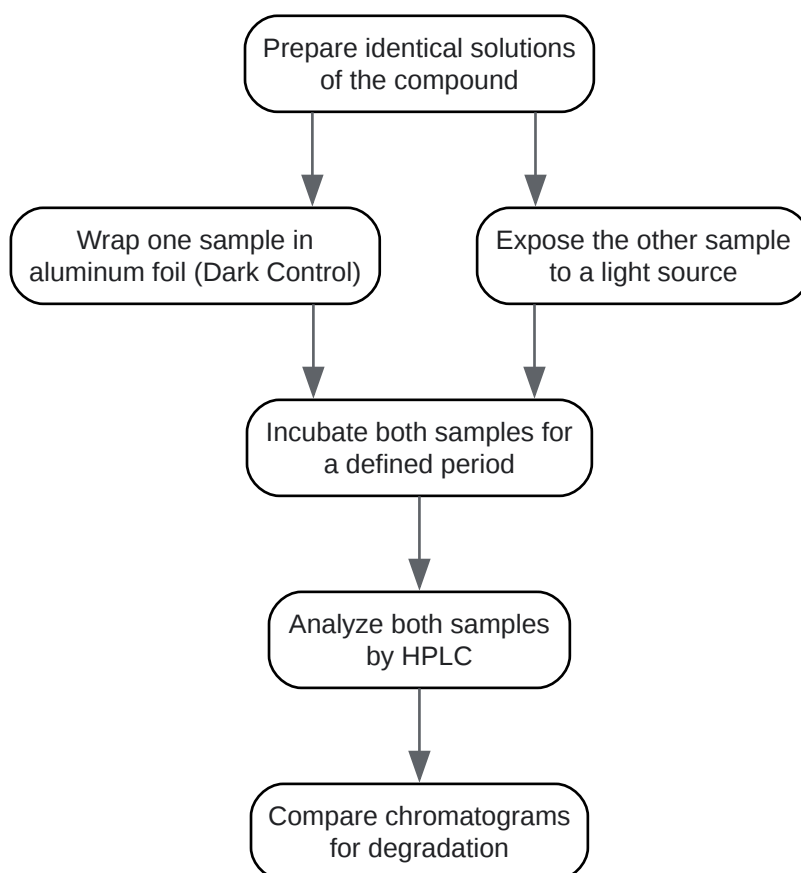 Prepare identical solutions
of the compound
Wrap one sample in
aluminum foil (Dark Control)
Expose the other sample
to a light source
Incubate both samples for
a defined period
Analyze both samples
by HPLC
Compare chromatograms
for degradation